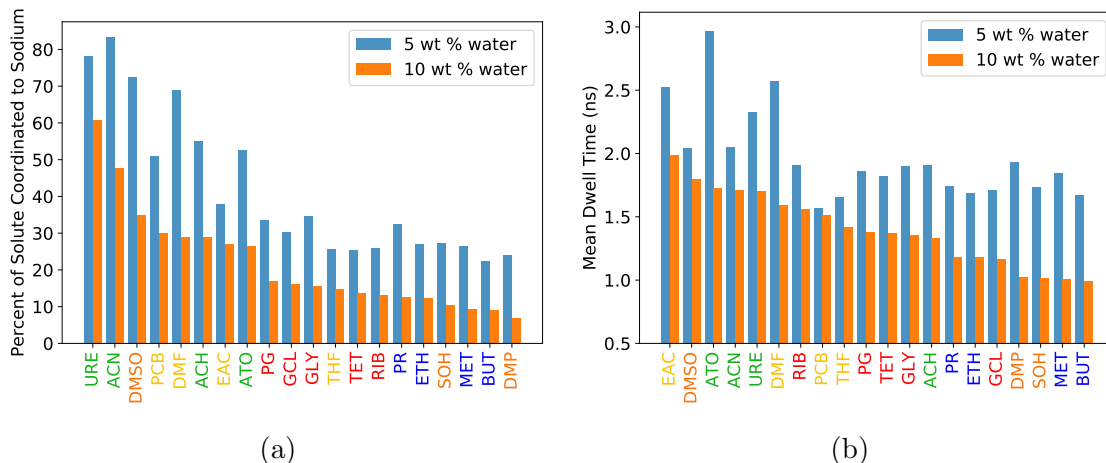 Percent of Solute Coordinated to Sodium
80
70
60
50
40
30
20
10
0
5 wt % water
10 wt % water
URE ACN DMSO PCB DMF ACH EAC ATO PG GCL GLY THF TET RIB PR ETH SOH MET BUT DMP
(a)
Mean Dwell Time (ns)
3.0
2.5
2.0
1.5
1.0
0.5
5 wt % water
10 wt % water
EAC DMSO ATO ACN URE DMF RIB PCB THF PG TET GLY ACH PR ETH GCL DMP SOH MET BUT
(b)